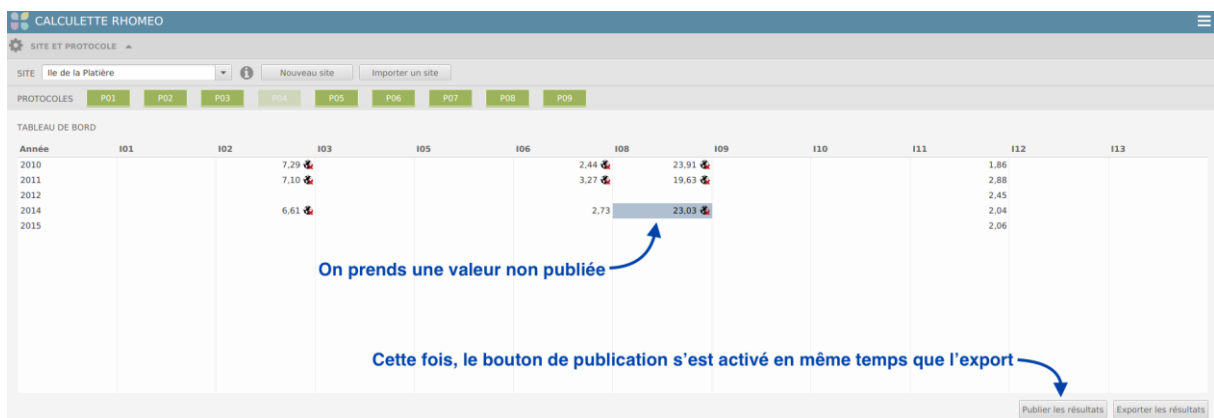 CALCULETTE RHOMEO
SITE ET PROTOCOLE
SITE Ile de la Platière Nouveau site Importer un site
PROTOCOLES P01 P02 P03 P04 P05 P06 P07 P08 P09
TABLEAU DE BORD
Année I01 I02 I03 I05 I06 I08 I09 I10 I11 I12 I13
2010 7,29 2,44 23,91 1,86
2011 7,10 3,27 19,63 2,88
2012 2,45
2014 6,61 2,73 23,03 2,04
2015 2,06
On prends une valeur non publiée
Cette fois, le bouton de publication s’est activé en même temps que l’export
Publier les résultats Exporter les résultats